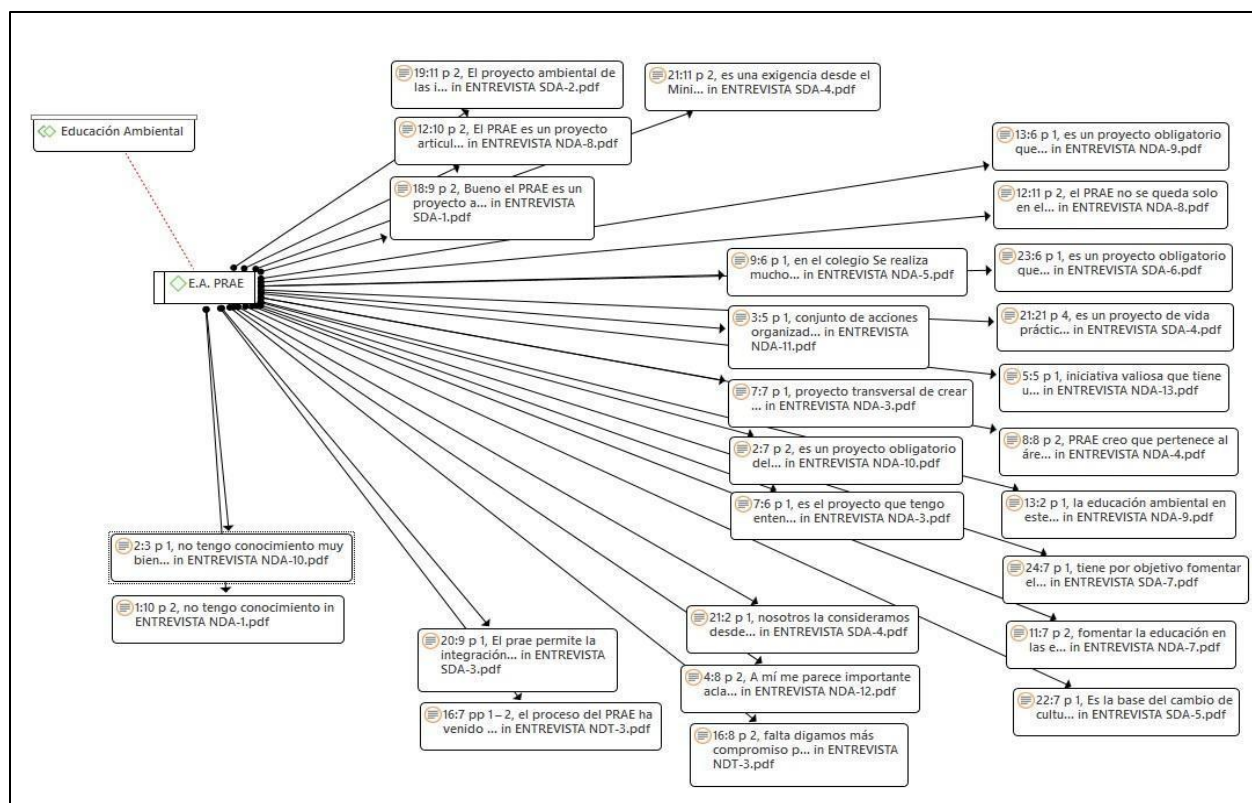 Educación Ambiental
E.A. PRAE
19:11 p 2, El proyecto ambiental de
las i... in ENTREVISTA SDA-2.pdf
12:10 p 2, El PRAE es un proyecto
articul... in ENTREVISTA NDA-8.pdf
18:9 p 2, Bueno el PRAE es un
proyecto a... in ENTREVISTA
SDA-1.pdf
21:11 p 2, es una exigencia desde el
Mini... in ENTREVISTA SDA-4.pdf
13:6 p 1, es un proyecto obligatorio
que... in ENTREVISTA NDA-9.pdf
12:11 p 2, el PRAE no se queda solo
en el... in ENTREVISTA NDA-8.pdf
9:6 p 1, en el colegio Se realiza
mucho... in ENTREVISTA NDA-5.pdf
23:6 p 1, es un proyecto obligatorio
que... in ENTREVISTA SDA-6.pdf
3:5 p 1, conjunto de acciones
organizad... in ENTREVISTA
NDA-11.pdf
21:21 p 4, es un proyecto de vida
práctic... in ENTREVISTA SDA-4.pdf
7:7 p 1, proyecto transversal de crear
... in ENTREVISTA NDA-3.pdf
5:5 p 1, iniciativa valiosa que tiene
u... in ENTREVISTA NDA-13.pdf
2:7 p 2, es un proyecto obligatorio
del... in ENTREVISTA NDA-10.pdf
8:8 p 2, PRAE creo que pertenece al
áre... in ENTREVISTA NDA-4.pdf
7:6 p 1, es el proyecto que tengo
enten... in ENTREVISTA NDA-3.pdf
13:2 p 1, la educación ambiental en
este... in ENTREVISTA NDA-9.pdf
2:3 p 1, no tengo conocimiento muy
bien... in ENTREVISTA NDA-10.pdf
24:7 p 1, tiene por objetivo fomentar
el... in ENTREVISTA SDA-7.pdf
1:10 p 2, no tengo conocimiento in
ENTREVISTA NDA-1.pdf
21:2 p 1, nosotros la consideramos
desde... in ENTREVISTA SDA-4.pdf
11:7 p 2, fomentar la educación en
las e... in ENTREVISTA NDA-7.pdf
20:9 p 1, El prae permite la
integración... in ENTREVISTA
SDA-3.pdf
4:8 p 2, A mí me parece importante
acla... in ENTREVISTA NDA-12.pdf
22:7 p 1, Es la base del cambio de
cultu... in ENTREVISTA SDA-5.pdf
16:7 pp 1 – 2, el proceso del PRAE ha
venido ... in ENTREVISTA NDT-3.pdf
16:8 p 2, falta digamos más
compromiso p... in ENTREVISTA
NDT-3.pdf